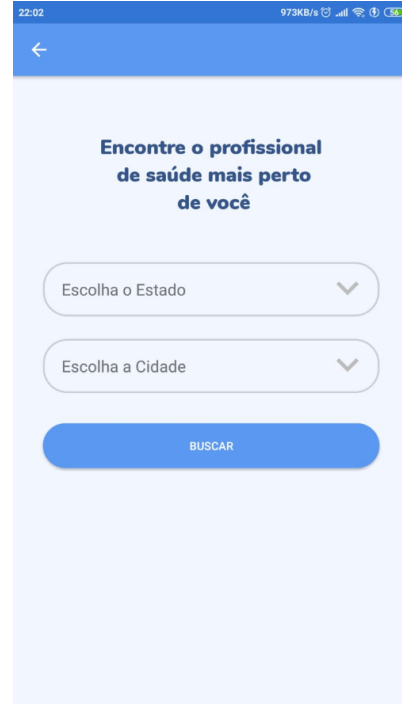 22:02
973KB/s 56
Encontre o profissional
de saúde mais perto
de você
Escolha o Estado
Escolha a Cidade
BUSCAR